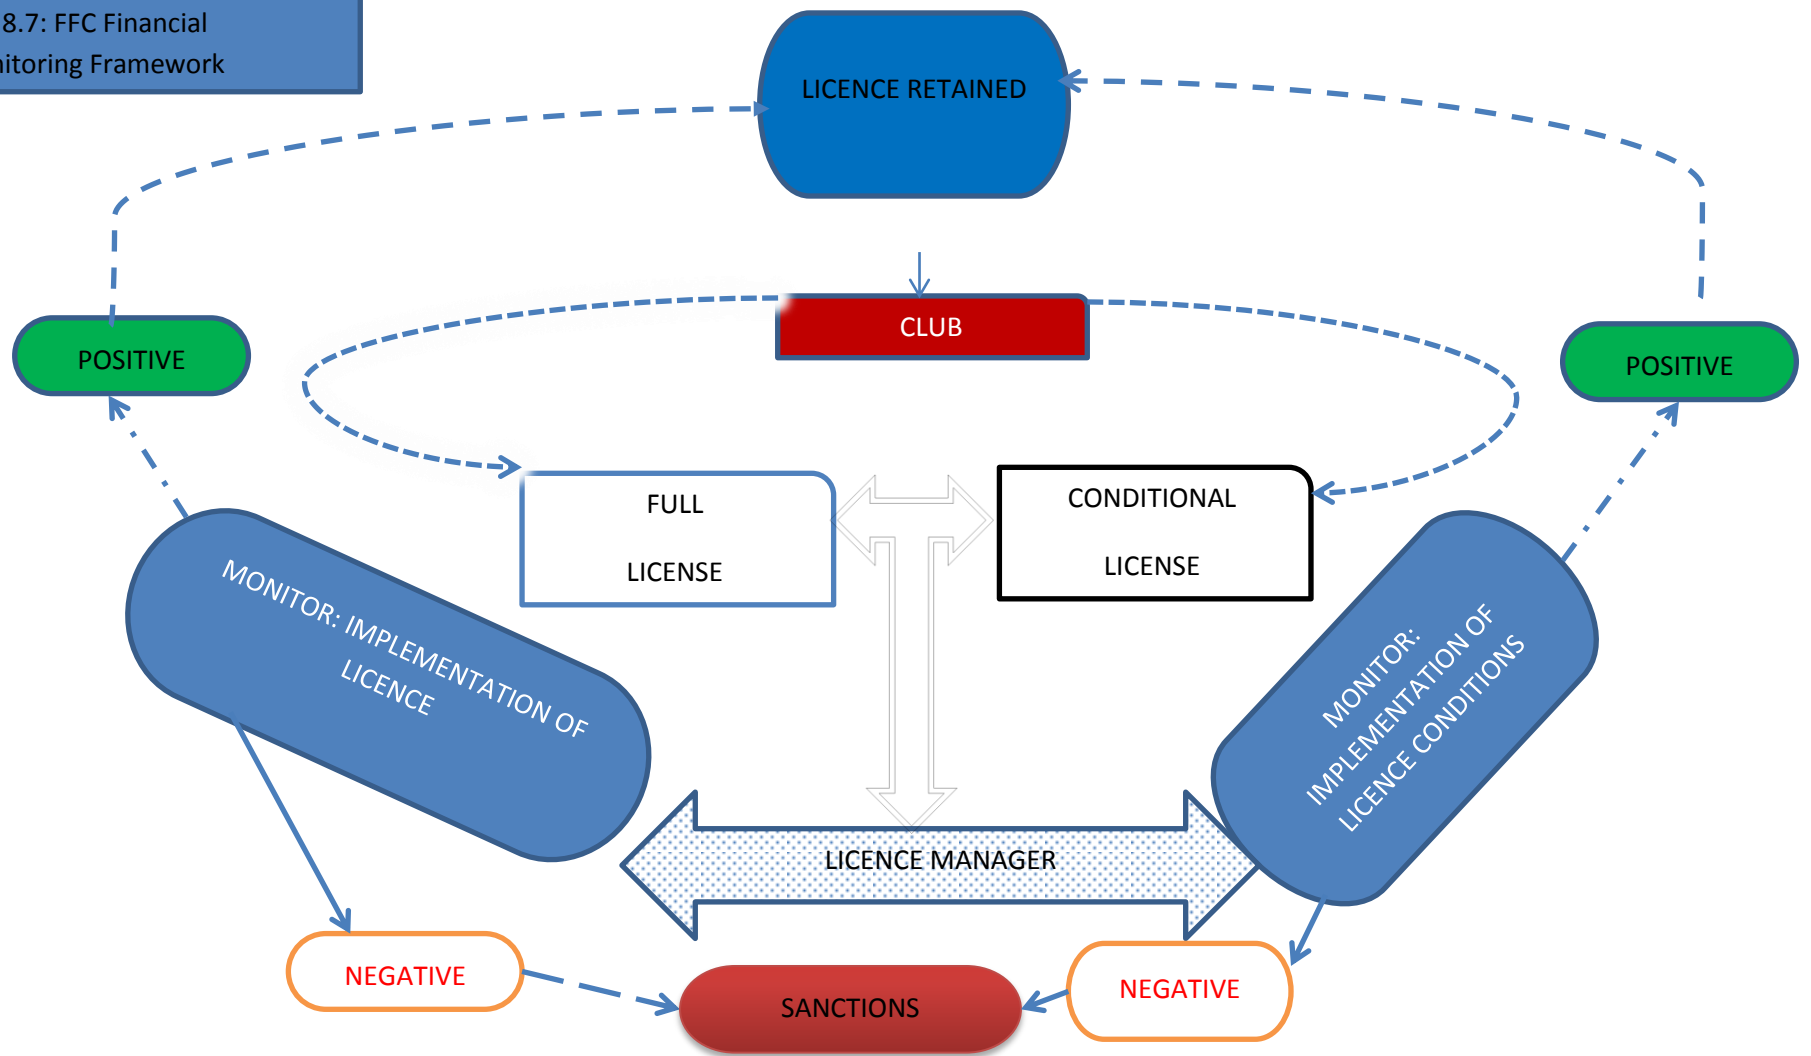 8.7: FFC Financial
Framework
LICENCE RETAINED
CLUB
POSITIVE
POSITIVE
FULL
LICENSE
CONDITIONAL
LICENSE
MONITOR: IMPLEMENTATION OF
LICENCE
MONITOR:
IMPLEMENTATION OF
LICENCE CONDITIONS
LICENCE MANAGER
NEGATIVE
NEGATIVE
SANCTIONS